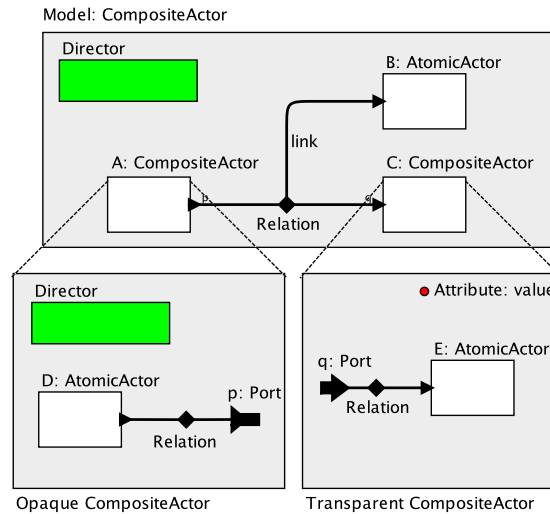 Model: CompositeActor
Director
B: AtomicActor
link
A: CompositeActor
C: CompositeActor
p
q
Relation
Director
Attribute: value
q: Port
E: AtomicActor
D: AtomicActor
p: Port
Relation
Relation
Opaque CompositeActor
Transparent CompositeActor